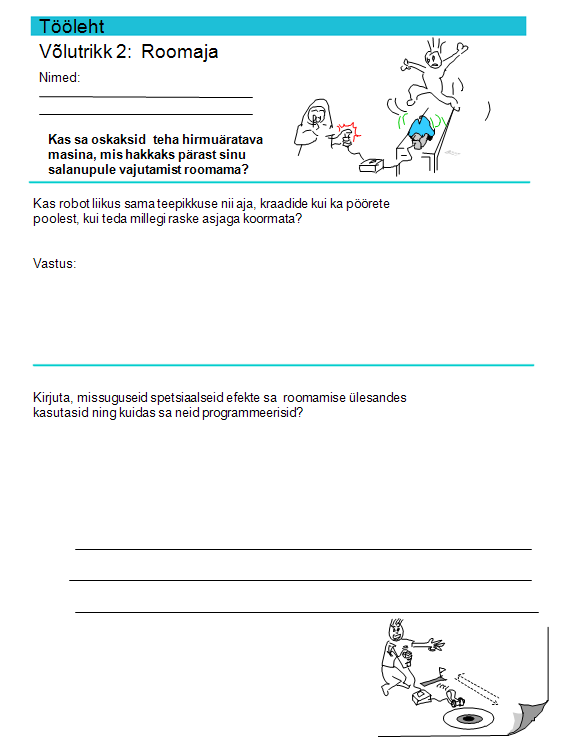 Tööleht
Võlutrikk 2:  Roomaja
Nimed:
Kas sa oskaksid  teha hirmuäratava
masina, mis hakkaks pärast sinu
salanupule vajutamist roomama?
Kas robot liikus sama teepikkuse nii aja, kraadide kui ka pöörete
poolest, kui teda millegi raske asjaga koormata?
Vastus:
Kirjuta, missuguseid spetsiaalseid efekte sa  roomamise ülesandes
kasutasid ning kuidas sa neid programmeerisid?